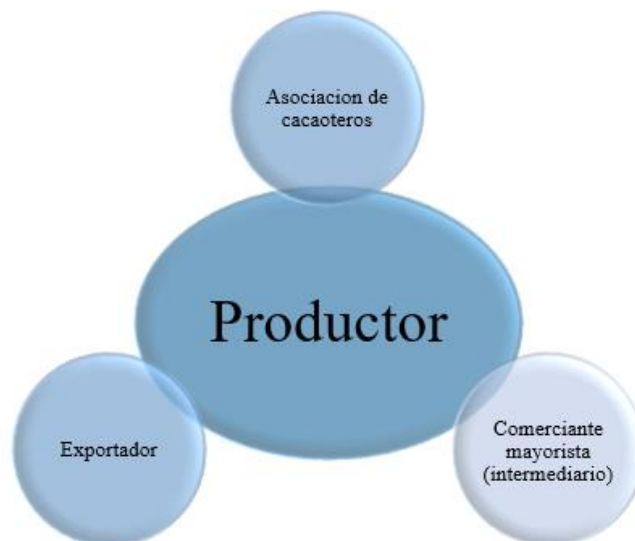 Asociacion de
cacaoteros
Productor
Exportador
Comerciante
mayorista
(intermediario)